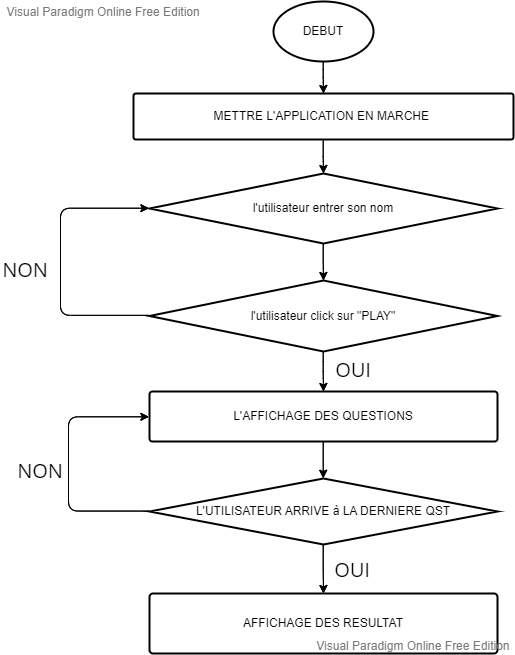 Visual Paradigm Online Free Edition
DEBUT
METTRE L'APPLICATION EN MARCHE
l'utilisateur entrer son nom
NON
l'utilisateur click sur "PLAY"
OUI
L'AFFICHAGE DES QUESTIONS
NON
L'UTILISATEUR ARRIVE à LA DERNIERE QST
OUI
AFFICHAGE DES RESULTAT
Visual Paradigm Online Free Edition